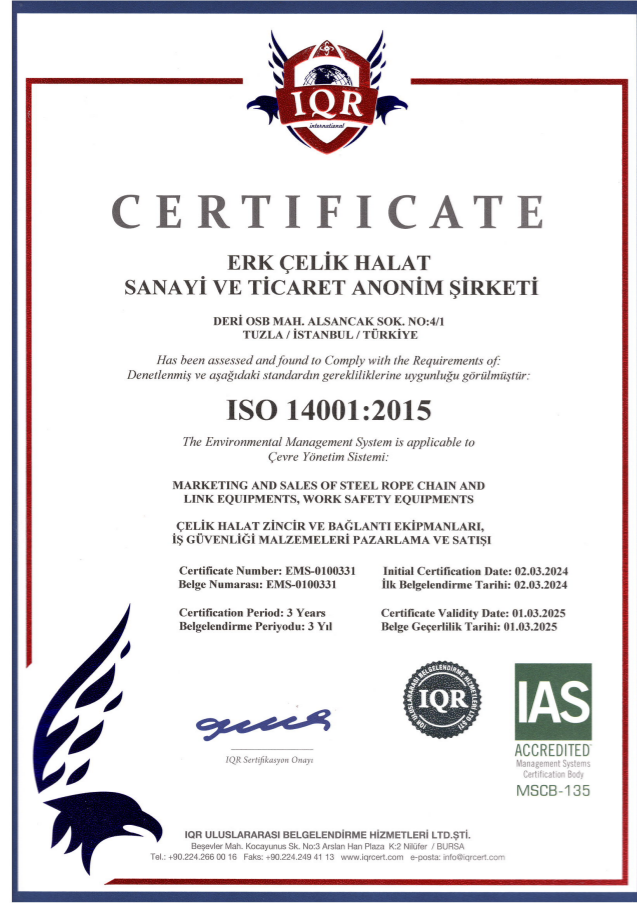 IQR
international
CERTIFICATE
ERK ÇELİK HALAT
SANAYİ VE TİCARET ANONİM ŞİRKETİ
DERİ OSB MAH. ALSANCAK SOK. NO:4/1
TUZLA / İSTANBUL / TÜRKİYE
Has been assessed and found to Comply with the Requirements of:
Denetlenmiş ve aşağıdaki standardın gerekliliklerine uygunluğu görülmüştür:
ISO 14001:2015
The Environmental Management System is applicable to
Çevre Yönetim Sistemi:
MARKETING AND SALES OF STEEL ROPE CHAIN AND
LINK EQUIPMENTS, WORK SAFETY EQUIPMENTS
ÇELİK HALAT ZİNCİR VE BAĞLANTI EKİPMANLARI,
İŞ GÜVENLİĞİ MALZEMELERİ PAZARLAMA VE SATIŞI
Certificate Number: EMS-0100331 Initial Certification Date: 02.03.2024
Belge Numarası: EMS-0100331 İlk Belgelendirme Tarihi: 02.03.2024
Certification Period: 3 Years Certificate Validity Date: 01.03.2025
Belgelendirme Periyodu: 3 Yıl Belge Geçerlilik Tarihi: 01.03.2025
IQR ULUSLARARASI BELGELENDİRME HİZMETLERİ LTD.ŞTİ.
IQR
IAS
ACCREDITED
Management Systems
Certification Body
MSCB-135
IQR Sertifikasyon Onayı
IQR ULUSLARARASI BELGELENDİRME HİZMETLERİ LTD.ŞTİ.
Beşevler Mah. Kocayunus Sk. No:3 Arslan Han Plaza K:2 Nilüfer / BURSA
Tel.: +90.224.266 00 16 Faks: +90.224.249 41 13 www.iqrcert.com e-posta: info@iqrcert.com